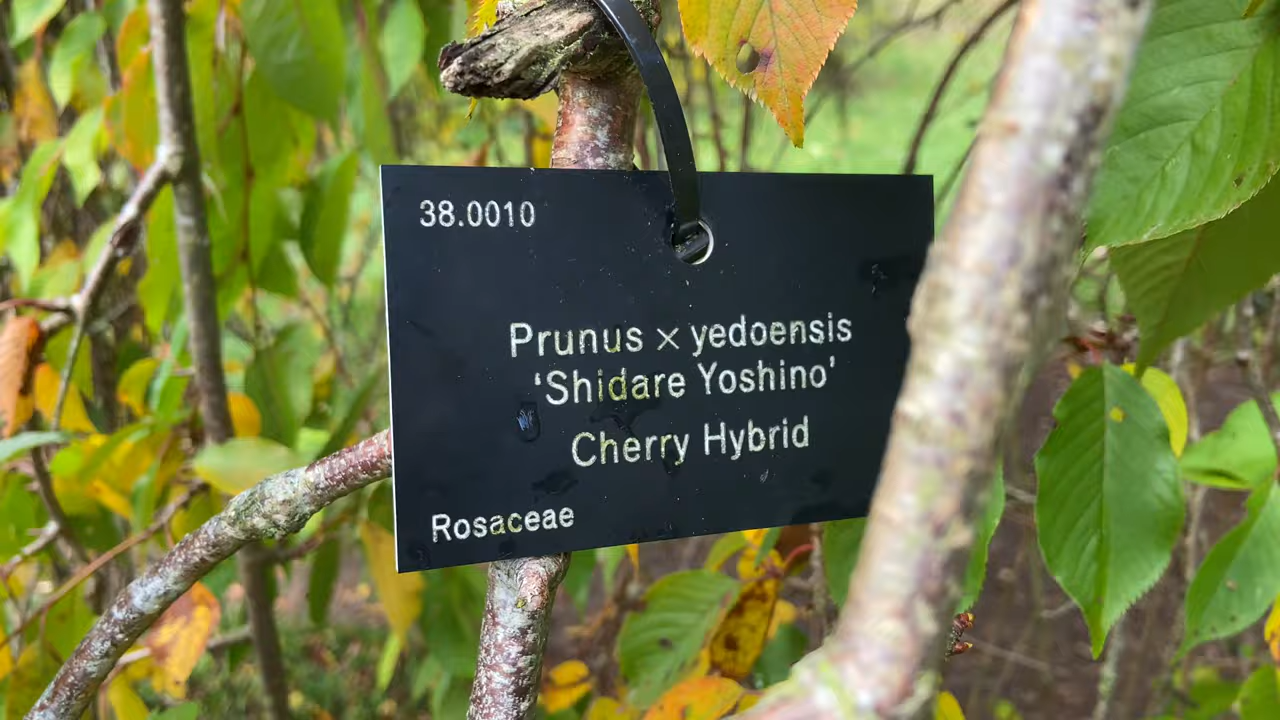 38.0010
Prunus × yedoensis
‘Shidare Yoshino’
Cherry Hybrid
Rosaceae